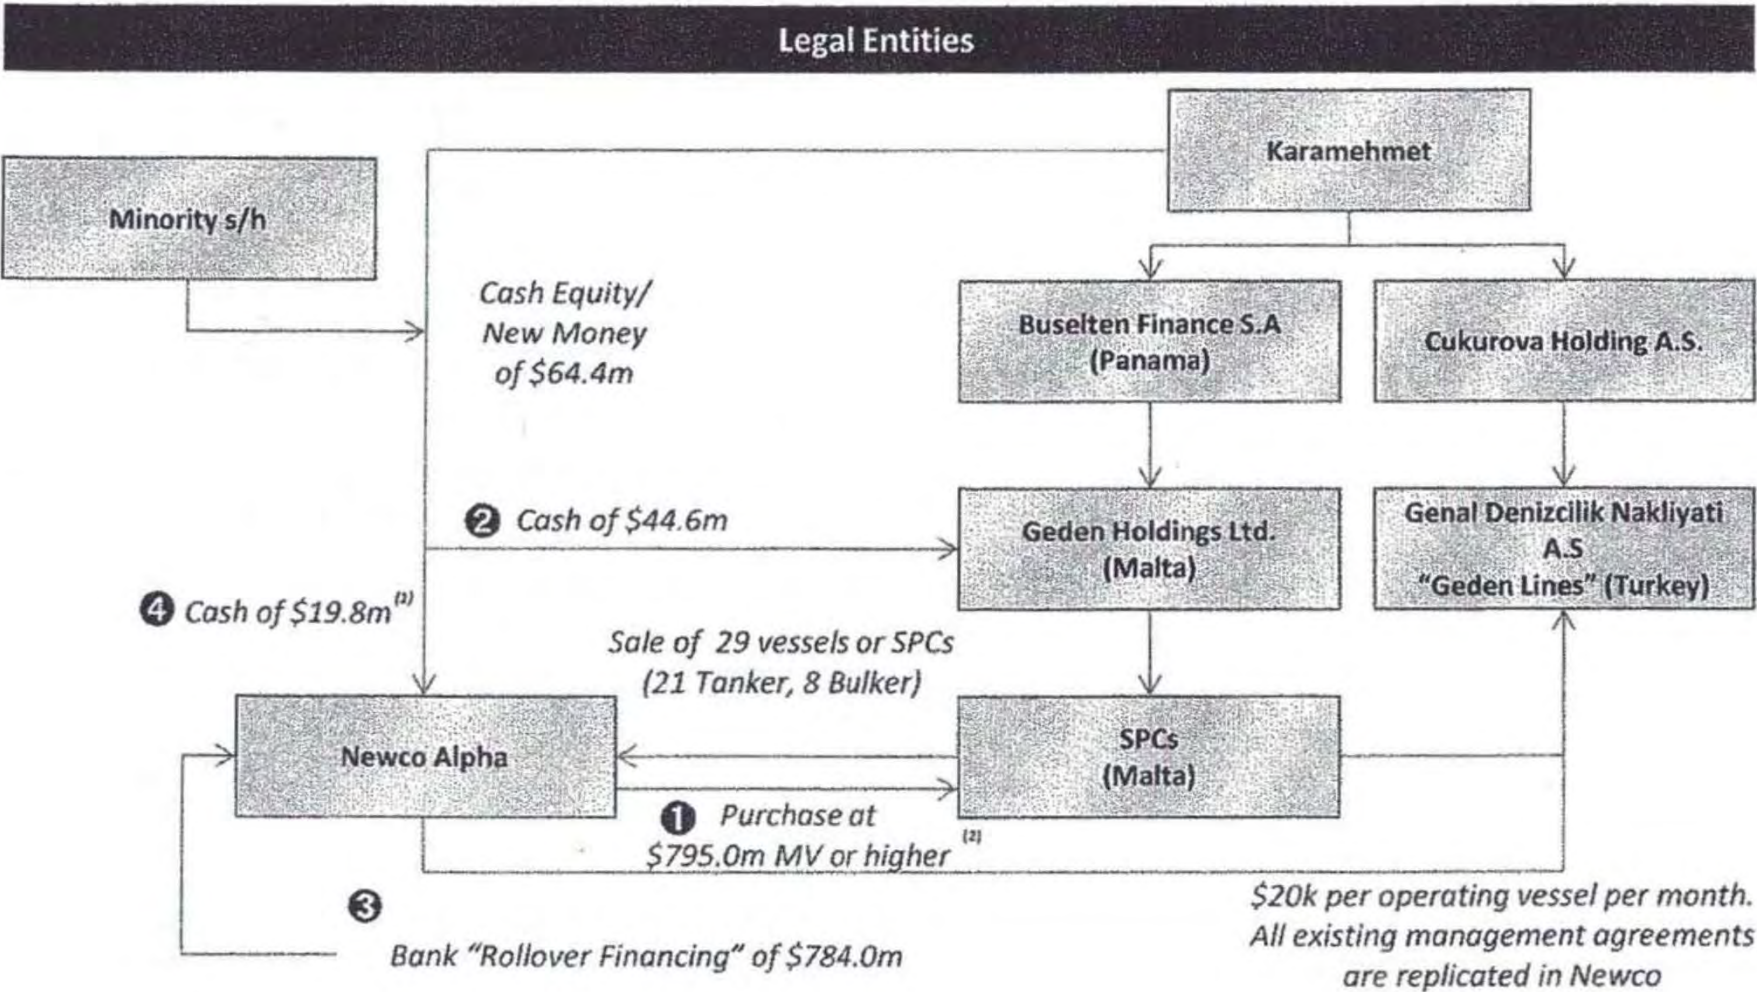 Legal Entities
Karamehmet
Minority s/h
Cash Equity/
New Money
of $64.4m
Buselten Finance S.A
(Panama)
Cukurova Holding A.S.
❷ Cash of $44.6m
Geden Holdings Ltd.
(Malta)
Genal Denizcilik Nakliyati
A.S
"Geden Lines" (Turkey)
❹ Cash of $19.8m(1)
Sale of 29 vessels or SPCs
(21 Tanker, 8 Bulker)
Newco Alpha
SPCs
(Malta)
❶ Purchase at
$795.0m MV or higher (2)
❸
Bank "Rollover Financing" of $784.0m
$20k per operating vessel per month.
All existing management agreements
are replicated in Newco